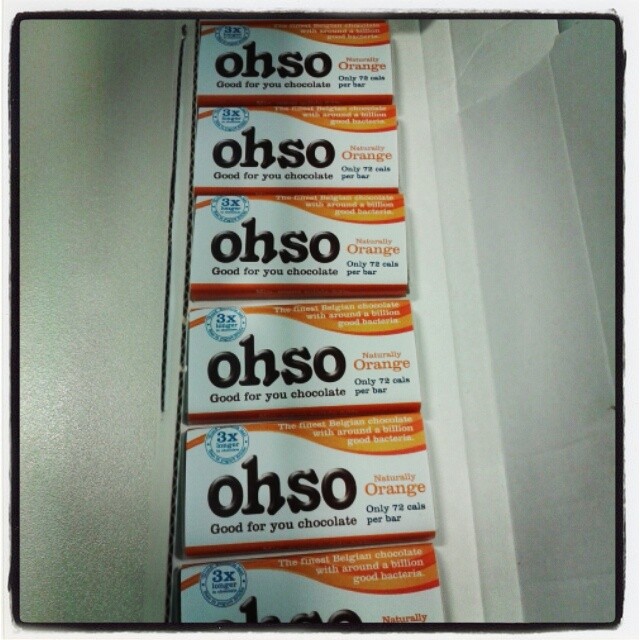 The finest Belgian chocolate
with around a billion
good bacteria.
3x
longer
ohso
Naturally
Orange
Good for you chocolate
Only 72 cals
per bar
The finest Belgian chocolate
with around a billion
good bacteria.
3x
longer
ohso
Naturally
Orange
Good for you chocolate
Only 72 cals
per bar
The finest Belgian chocolate
with around a billion
good bacteria.
3x
longer
ohso
Naturally
Orange
Good for you chocolate
Only 72 cals
per bar
The finest Belgian chocolate
with around a billion
good bacteria.
3x
longer
ohso
Naturally
Orange
Good for you chocolate
Only 72 cals
per bar
The finest Belgian chocolate
with around a billion
good bacteria.
3x
longer
ohso
Naturally
Orange
Good for you chocolate
Only 72 cals
per bar
The finest Belgian chocolate
with around a billion
good bacteria.
3x
longer
ohso
Naturally